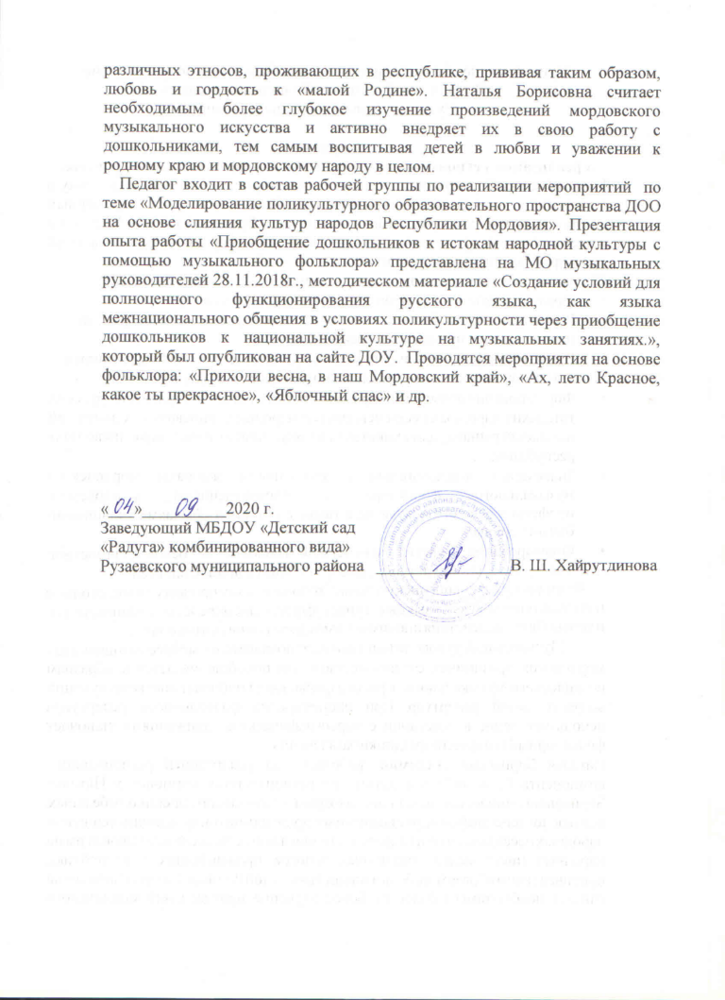 различных этносов, проживающих в республике, прививая таким образом,
любовь и гордость к «малой Родине». Наталья Борисовна считает
необходимым более глубокое изучение произведений мордовского
музыкального искусства и активно внедряет их в свою работу с
дошкольниками, тем самым воспитывая детей в любви и уважении к
родному краю и мордовскому народу в целом.
Педагог входит в состав рабочей группы по реализации мероприятий по
теме «Моделирование поликультурного образовательного пространства ДОО
на основе слияния культур народов Республики Мордовия». Презентация
опыта работы «Приобщение дошкольников к истокам народной культуры с
помощью музыкального фольклора» представлена на МО музыкальных
руководителей 28.11.2018г., методическом материале «Создание условий для
полноценного функционирования русского языка, как языка
межнационального общения в условиях поликультурности через приобщение
дошкольников к национальной культуре на музыкальных занятиях.»,
который был опубликован на сайте ДОУ. Проводятся мероприятия на основе
фольклора: «Приходи весна, в наш Мордовский край», «Ах, лето Красное,
какое ты прекрасное», «Яблочный спас» и др.
«04» 09 2020 г.
Заведующий МБДОУ «Детский сад
«Радуга» комбинированного вида»
Рузаевского муниципального района В. Ш. Хайрутдинова